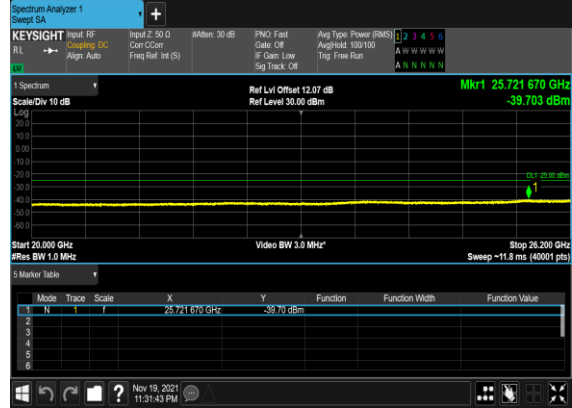 Spectrum Analyzer 1
Swept SA
+
KEYSIGHT Input: RF Input Z: 50 Ω #Atten: 30 dB PNO: Fast Avg Type: Power (RMS) 1 2 3 4 5 6
RL Coupling: DC Corr CCorr Gate: Off Avg|Hold: 100/100 A W W W W W
Align: Auto Freq Ref: Int (S) IF Gain: Low Trig: Free Run
Sig Track: Off A N N N N N
1 Spectrum Ref Lvl Offset 12.07 dB Mkr1 25.721 670 GHz
Scale/Div 10 dB Ref Level 30.00 dBm -39.703 dBm
Log
20.0
10.0
0.00
-10.0
-20.0 DL1 -25.00 dBm
-30.0 1
-40.0
-50.0
-60.0
Start 20.000 GHz Video BW 3.0 MHz* Stop 26.200 GHz
#Res BW 1.0 MHz Sweep ~11.8 ms (40001 pts)
5 Marker Table
Mode Trace Scale X Y Function Function Width Function Value
1 N 1 f 25.721 670 GHz -39.70 dBm
2
3
4
5
6
? Nov 19, 2021
11:31:43 PM